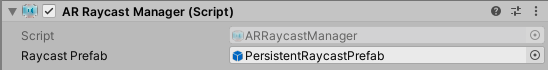 AR Raycast Manager (Script)
Script ARRaycastManager
Raycast Prefab PersistentRaycastPrefab